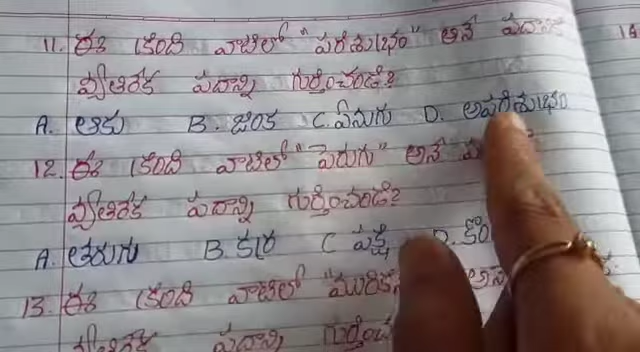 11. ఈ క్రింది వాటిలో "పరిశుభ్రం" అనే
వ్యతిరేక పదాన్ని గుర్తించండి?
A. ఆకు B. జింక C. ఏనుగు D. అపరిశుభ్రం
12. ఈ క్రింది వాటిలో "పెరుగు" అనే
వ్యతిరేక పదాన్ని గుర్తించండి?
A. తరుగు B. కర్ర C పక్షి D.
13. ఈ క్రింది వాటిలో
వ్యతిరేక పదాన్ని